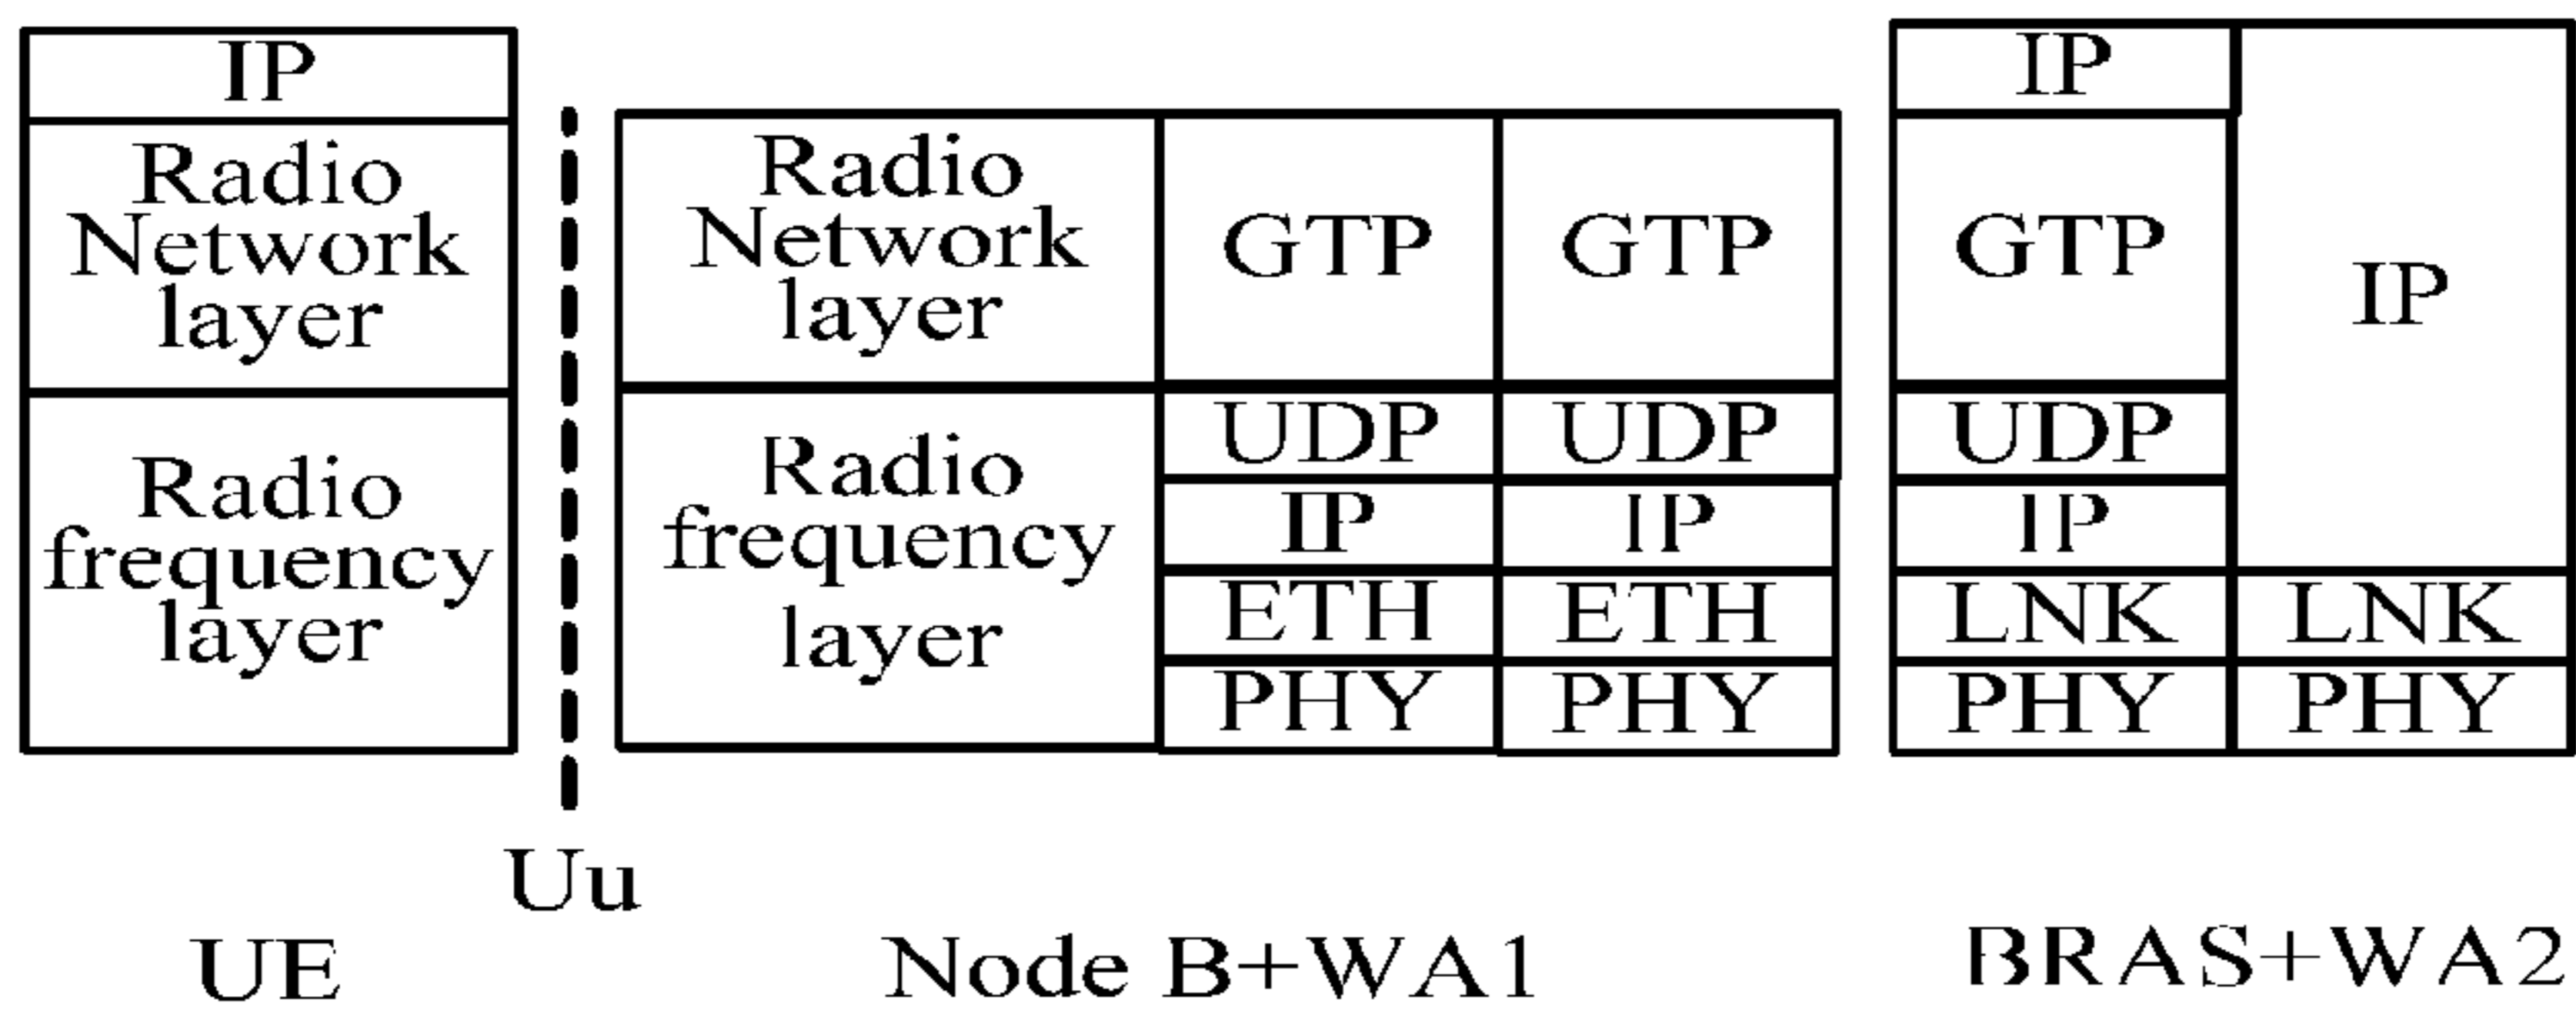 IP
Radio
Network
layer
Radio
frequency
layer
Uu
UE
Radio
Network
layer
Radio
frequency
layer
GTP
UDP
IP
ETH
PHY
GTP
UDP
IP
ETH
PHY
Node B+WA1
IP
GTP
UDP
IP
LNK
PHY
IP
LNK
PHY
BRAS+WA2